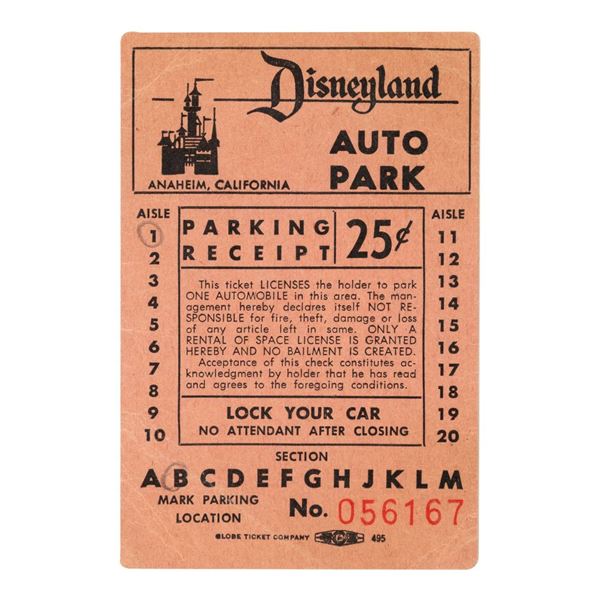 Disneyland
AUTO
PARK
ANAHEIM, CALIFORNIA
AISLE
1
2
3
4
5
6
7
8
9
10
PARKING
RECEIPT
25¢
This ticket LICENSES the holder to park
ONE AUTOMOBILE in this area. The man-
agement hereby declares itself NOT RE-
SPONSIBLE for fire, theft, damage or loss
of any article left in same. ONLY A
RENTAL OF SPACE LICENSE IS GRANTED
HEREBY AND NO BAILMENT IS CREATED.
Acceptance of this check constitutes ac-
knowledgment by holder that he has read
and agrees to the foregoing conditions.
LOCK YOUR CAR
NO ATTENDANT AFTER CLOSING
AISLE
11
12
13
14
15
16
17
18
19
20
SECTION
ABCDEFGHJKLM
MARK PARKING
LOCATION
No. 056167
GLOBE TICKET COMPANY 495